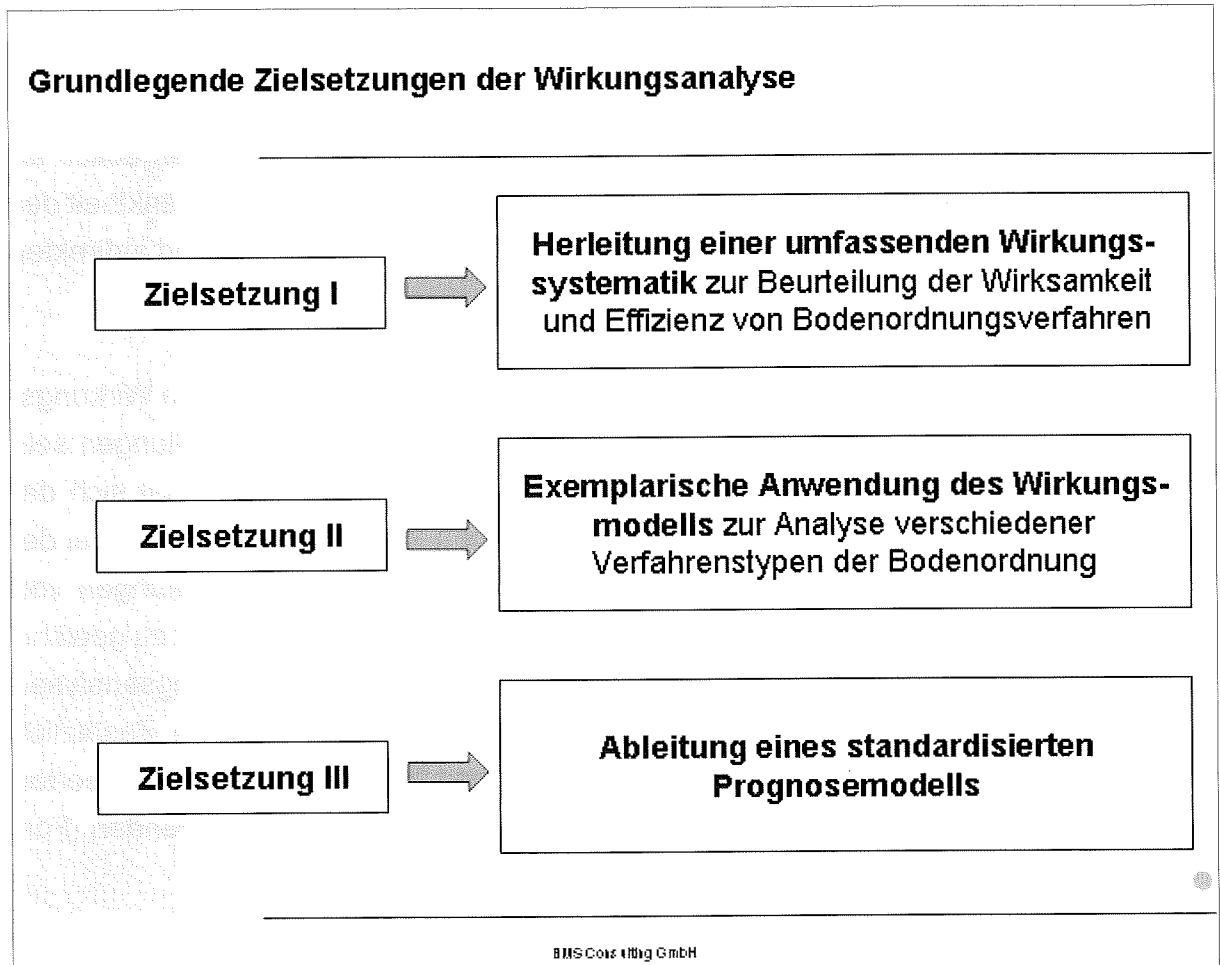 Grundlegende Zielsetzungen der Wirkungsanalyse
Zielsetzung I
Herleitung einer umfassenden Wirkungs-
systematik zur Beurteilung der Wirksamkeit
und Effizienz von Bodenordnungsverfahren
Zielsetzung II
Exemplarische Anwendung des Wirkungs-
modells zur Analyse verschiedener
Verfahrenstypen der Bodenordnung
Zielsetzung III
Ableitung eines standardisierten
Prognosemodells
BMS Consulting GmbH